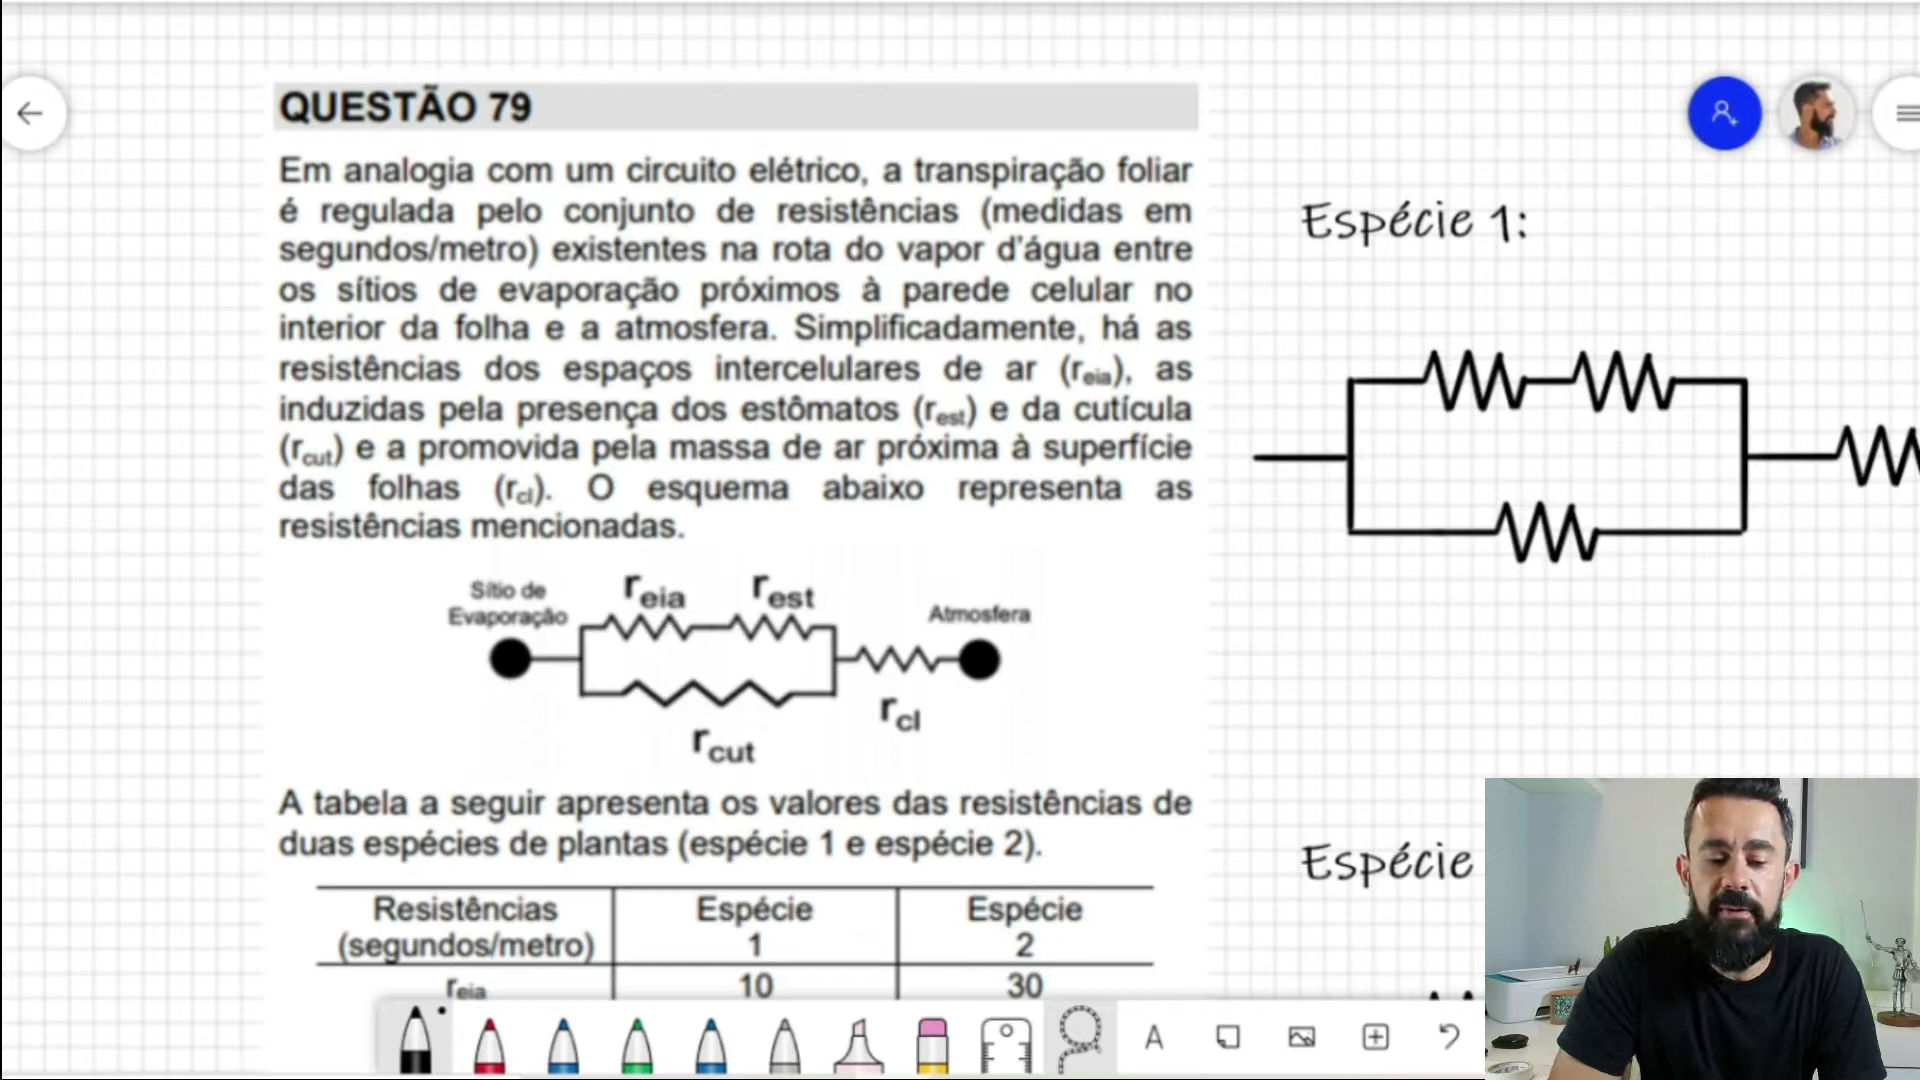 QUESTÃO 79
Em analogia com um circuito elétrico, a transpiração foliar
é regulada pelo conjunto de resistências (medidas em
segundos/metro) existentes na rota do vapor d'água entre
os sítios de evaporação próximos à parede celular no
interior da folha e a atmosfera. Simplificadamente, há as
resistências dos espaços intercelulares de ar (reia), as
induzidas pela presença dos estômatos (rest) e da cutícula
(rcut) e a promovida pela massa de ar próxima à superfície
das folhas (rcl). O esquema abaixo representa as
resistências mencionadas.
Sítio de
Evaporação
reia
rest
Atmosfera
rcl
rcut
A tabela a seguir apresenta os valores das resistências de
duas espécies de plantas (espécie 1 e espécie 2).
Resistências
(segundos/metro)
Espécie
1
Espécie
2
reia 10 30
Espécie 1:
Espécie
A